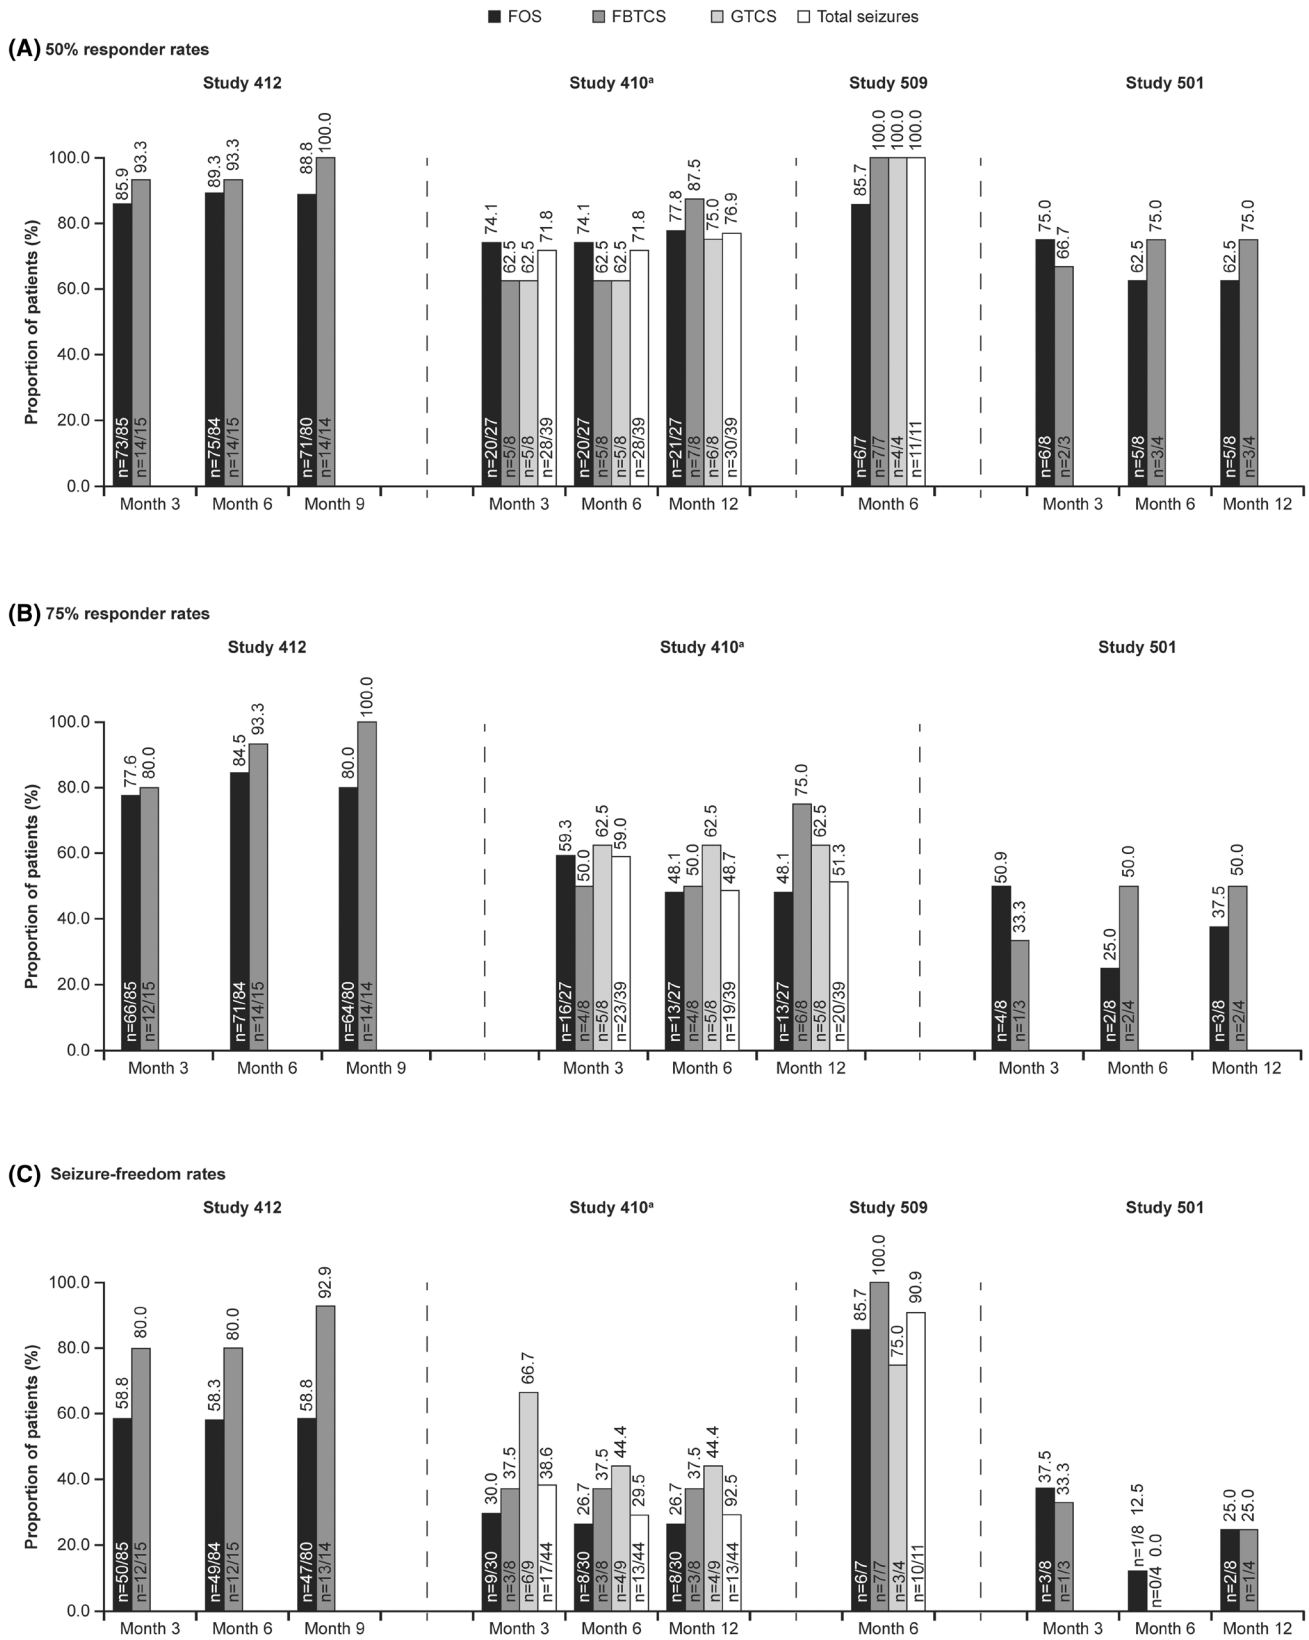 FOS FBTCS GTCS Total seizures
(A) 50% responder rates
Study 412 Study 410ª Study 509 Study 501
Proportion of patients (%)
100.0
80.0
60.0
40.0
20.0
0.0
85.9 93.3 89.3 93.3 88.8 100.0
74.1 62.5 62.5 71.8 74.1 62.5 62.5 71.8 77.8 87.5 75.0 76.9
85.7 100.0 100.0 100.0
75.0 66.7 62.5 75.0 62.5 75.0
n=73/85 n=14/15 n=75/84 n=14/15 n=71/80 n=14/14
n=20/27 n=5/8 n=5/8 n=28/39 n=20/27 n=5/8 n=5/8 n=28/39 n=21/27 n=7/8 n=6/8 n=30/39
n=6/7 n=7/7 n=4/4 n=11/11
n=6/8 n=2/3 n=5/8 n=3/4 n=5/8 n=3/4
Month 3 Month 6 Month 9 Month 3 Month 6 Month 12 Month 6 Month 3 Month 6 Month 12
(B) 75% responder rates
Study 412 Study 410ª Study 501
Proportion of patients (%)
100.0
80.0
60.0
40.0
20.0
0.0
77.6 80.0 84.5 93.3 80.0 100.0
59.3 50.0 62.5 59.0 48.1 50.0 62.5 48.7 48.1 75.0 62.5 51.3
50.9 33.3 25.0 50.0 37.5 50.0
n=66/85 n=12/15 n=71/84 n=14/15 n=64/80 n=14/14
n=16/27 n=4/8 n=5/8 n=23/39 n=13/27 n=4/8 n=5/8 n=19/39 n=13/27 n=6/8 n=5/8 n=20/39
n=4/8 n=1/3 n=2/8 n=2/4 n=3/8 n=2/4
Month 3 Month 6 Month 9 Month 3 Month 6 Month 12 Month 3 Month 6 Month 12
(C) Seizure-freedom rates
Study 412 Study 410ª Study 509 Study 501
Proportion of patients (%)
100.0
80.0
60.0
40.0
20.0
0.0
58.8 80.0 58.3 80.0 58.8 92.9
30.0 37.5 66.7 38.6 26.7 37.5 44.4 29.5 26.7 37.5 44.4 92.5
85.7 100.0 75.0 90.9
37.5 33.3 12.5 0.0 25.0 25.0
n=50/85 n=12/15 n=49/84 n=12/15 n=47/80 n=13/14
n=9/30 n=3/8 n=6/9 n=17/44 n=8/30 n=3/8 n=4/9 n=13/44 n=8/30 n=3/8 n=4/9 n=13/44
n=6/7 n=7/7 n=3/4 n=10/11
n=3/8 n=1/3 n=1/8 n=0/4 n=2/8 n=1/4
Month 3 Month 6 Month 9 Month 3 Month 6 Month 12 Month 6 Month 3 Month 6 Month 12